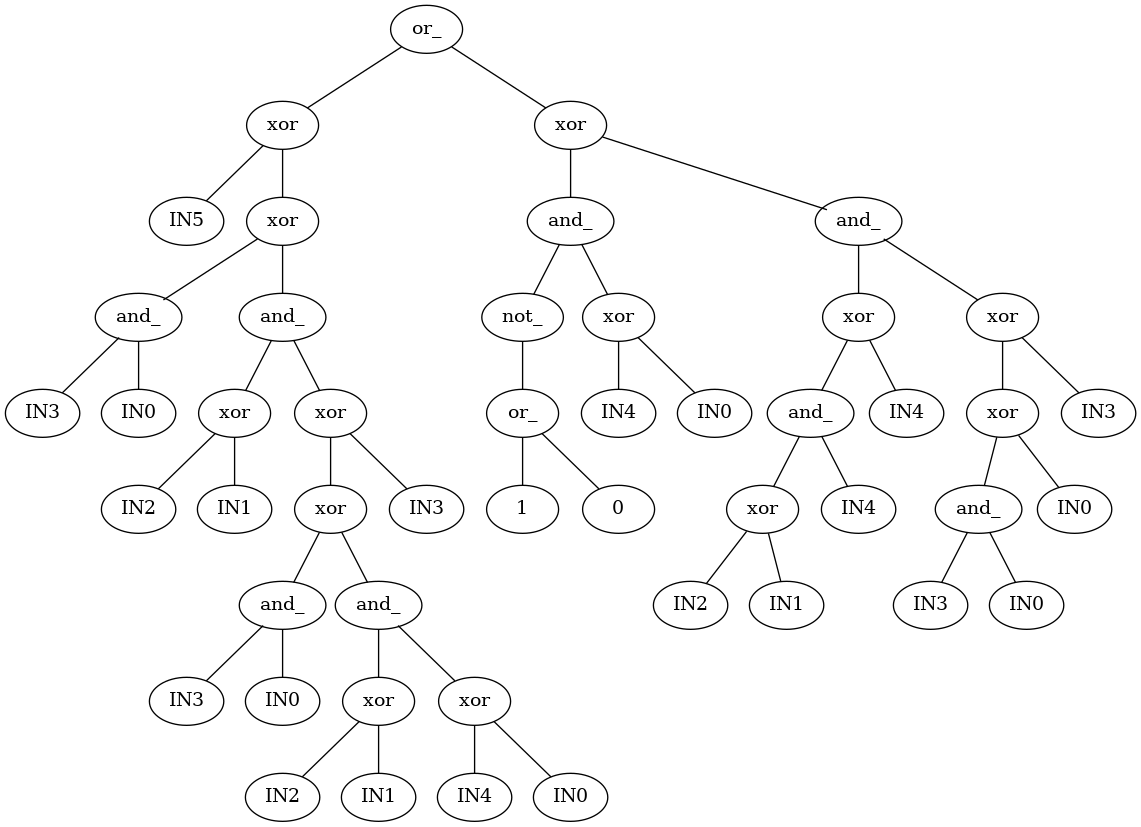 or_
xor xor
IN5 xor and_ and_
and_ and_ not_ xor xor xor
IN3 IN0 xor xor or_ IN4 IN0 and_ IN4 xor IN3
IN2 IN1 xor IN3 1 0 xor IN4 and_ IN0
and_ and_ IN2 IN1 IN3 IN0
IN3 IN0 xor xor
IN2 IN1 IN4 IN0